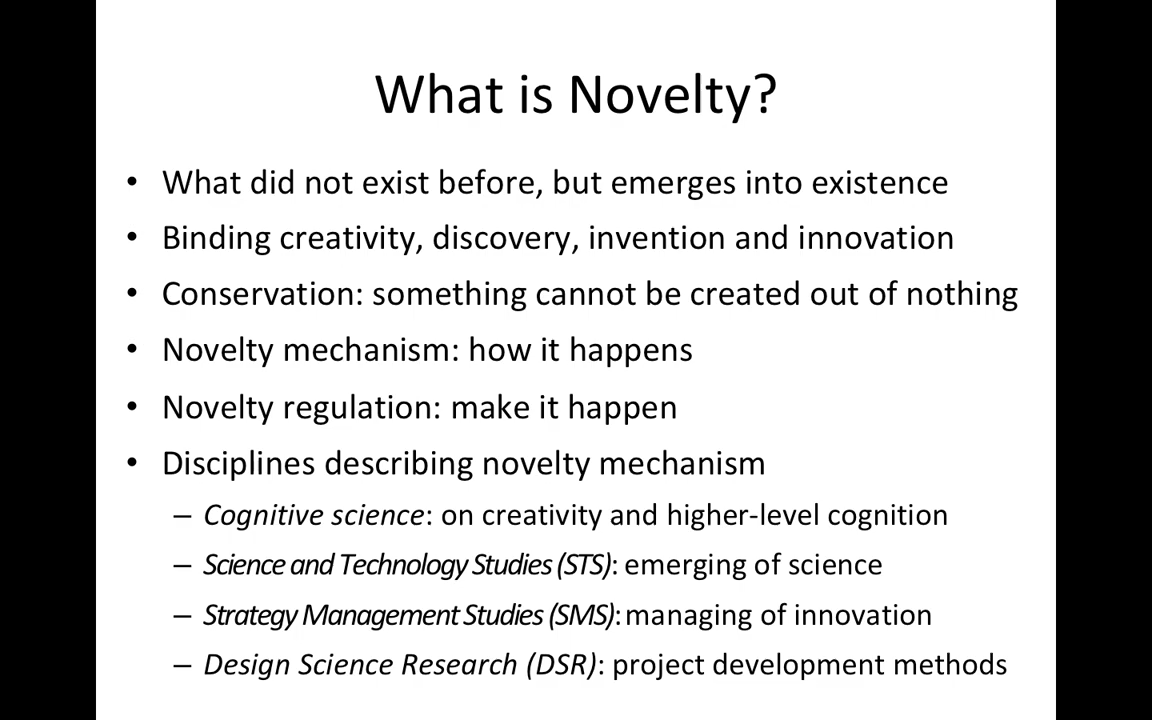 What is Novelty?
• What did not exist before, but emerges into existence
• Binding creativity, discovery, invention and innovation
• Conservation: something cannot be created out of nothing
• Novelty mechanism: how it happens
• Novelty regulation: make it happen
• Disciplines describing novelty mechanism
– Cognitive science: on creativity and higher-level cognition
– Science and Technology Studies (STS): emerging of science
– Strategy Management Studies (SMS): managing of innovation
– Design Science Research (DSR): project development methods